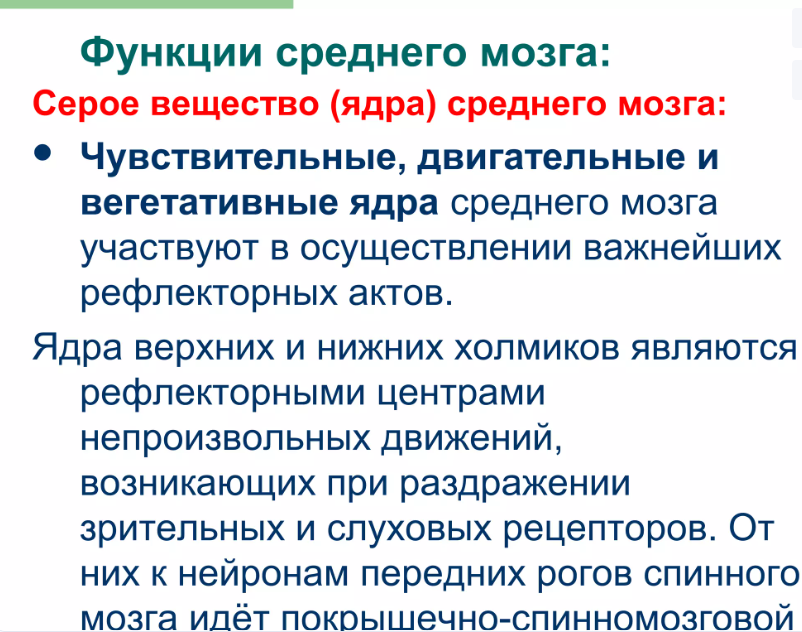 Функции среднего мозга:
Серое вещество (ядра) среднего мозга:
• Чувствительные, двигательные и
вегетативные ядра среднего мозга
участвуют в осуществлении важнейших
рефлекторных актов.
Ядра верхних и нижних холмиков являются
рефлекторными центрами
непроизвольных движений,
возникающих при раздражении
зрительных и слуховых рецепторов. От
них к нейронам передних рогов спинного
мозга идёт покрышечно-спинномозговой